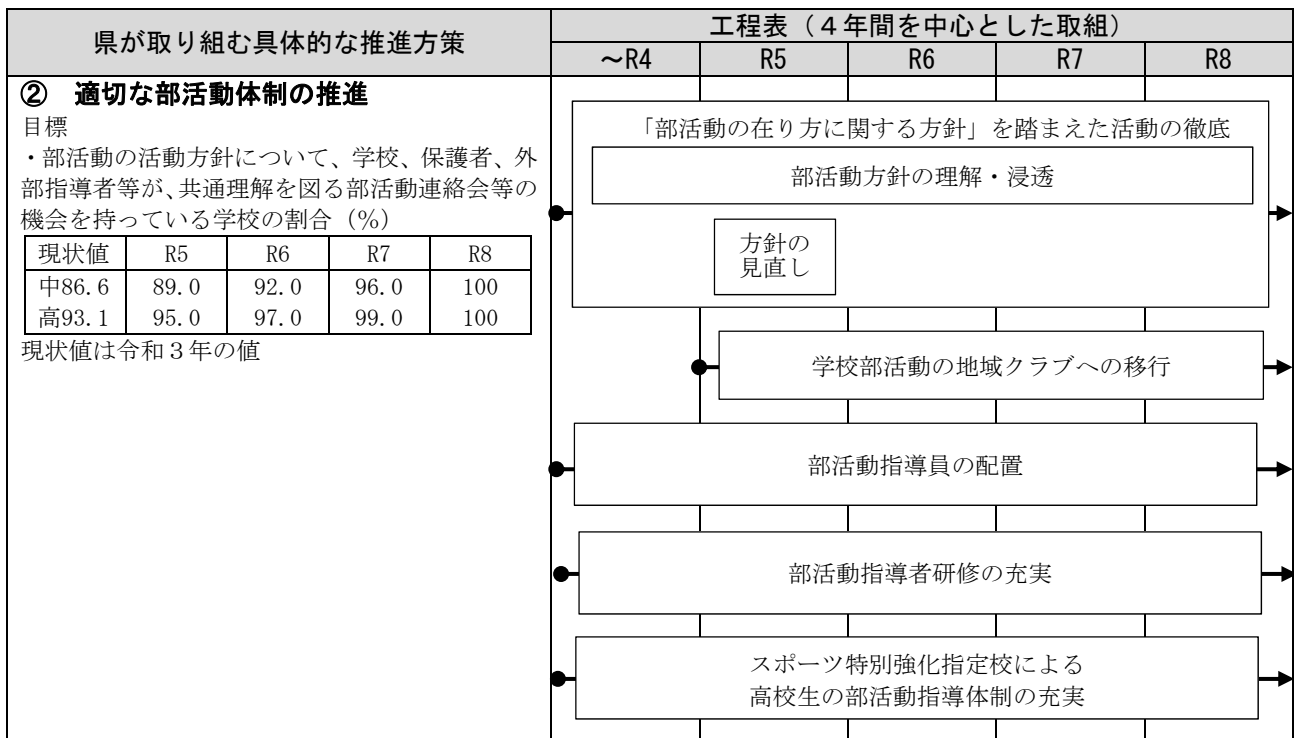 県が取り組む具体的な推進方策
工程表(4年間を中心とした取組)
~R4 R5 R6 R7 R8
② 適切な部活動体制の推進
目標
・部活動の活動方針について、学校、保護者、外
部指導者等が、共通理解を図る部活動連絡会等の
機会を持っている学校の割合(%)
現状値 R5 R6 R7 R8
中86.6 89.0 92.0 96.0 100
高93.1 95.0 97.0 99.0 100
現状値は令和3年の値
「部活動の在り方に関する方針」を踏まえた活動の徹底
部活動方針の理解・浸透
方針の
見直し
学校部活動の地域クラブへの移行
部活動指導員の配置
部活動指導者研修の充実
スポーツ特別強化指定校による
高校生の部活動指導体制の充実